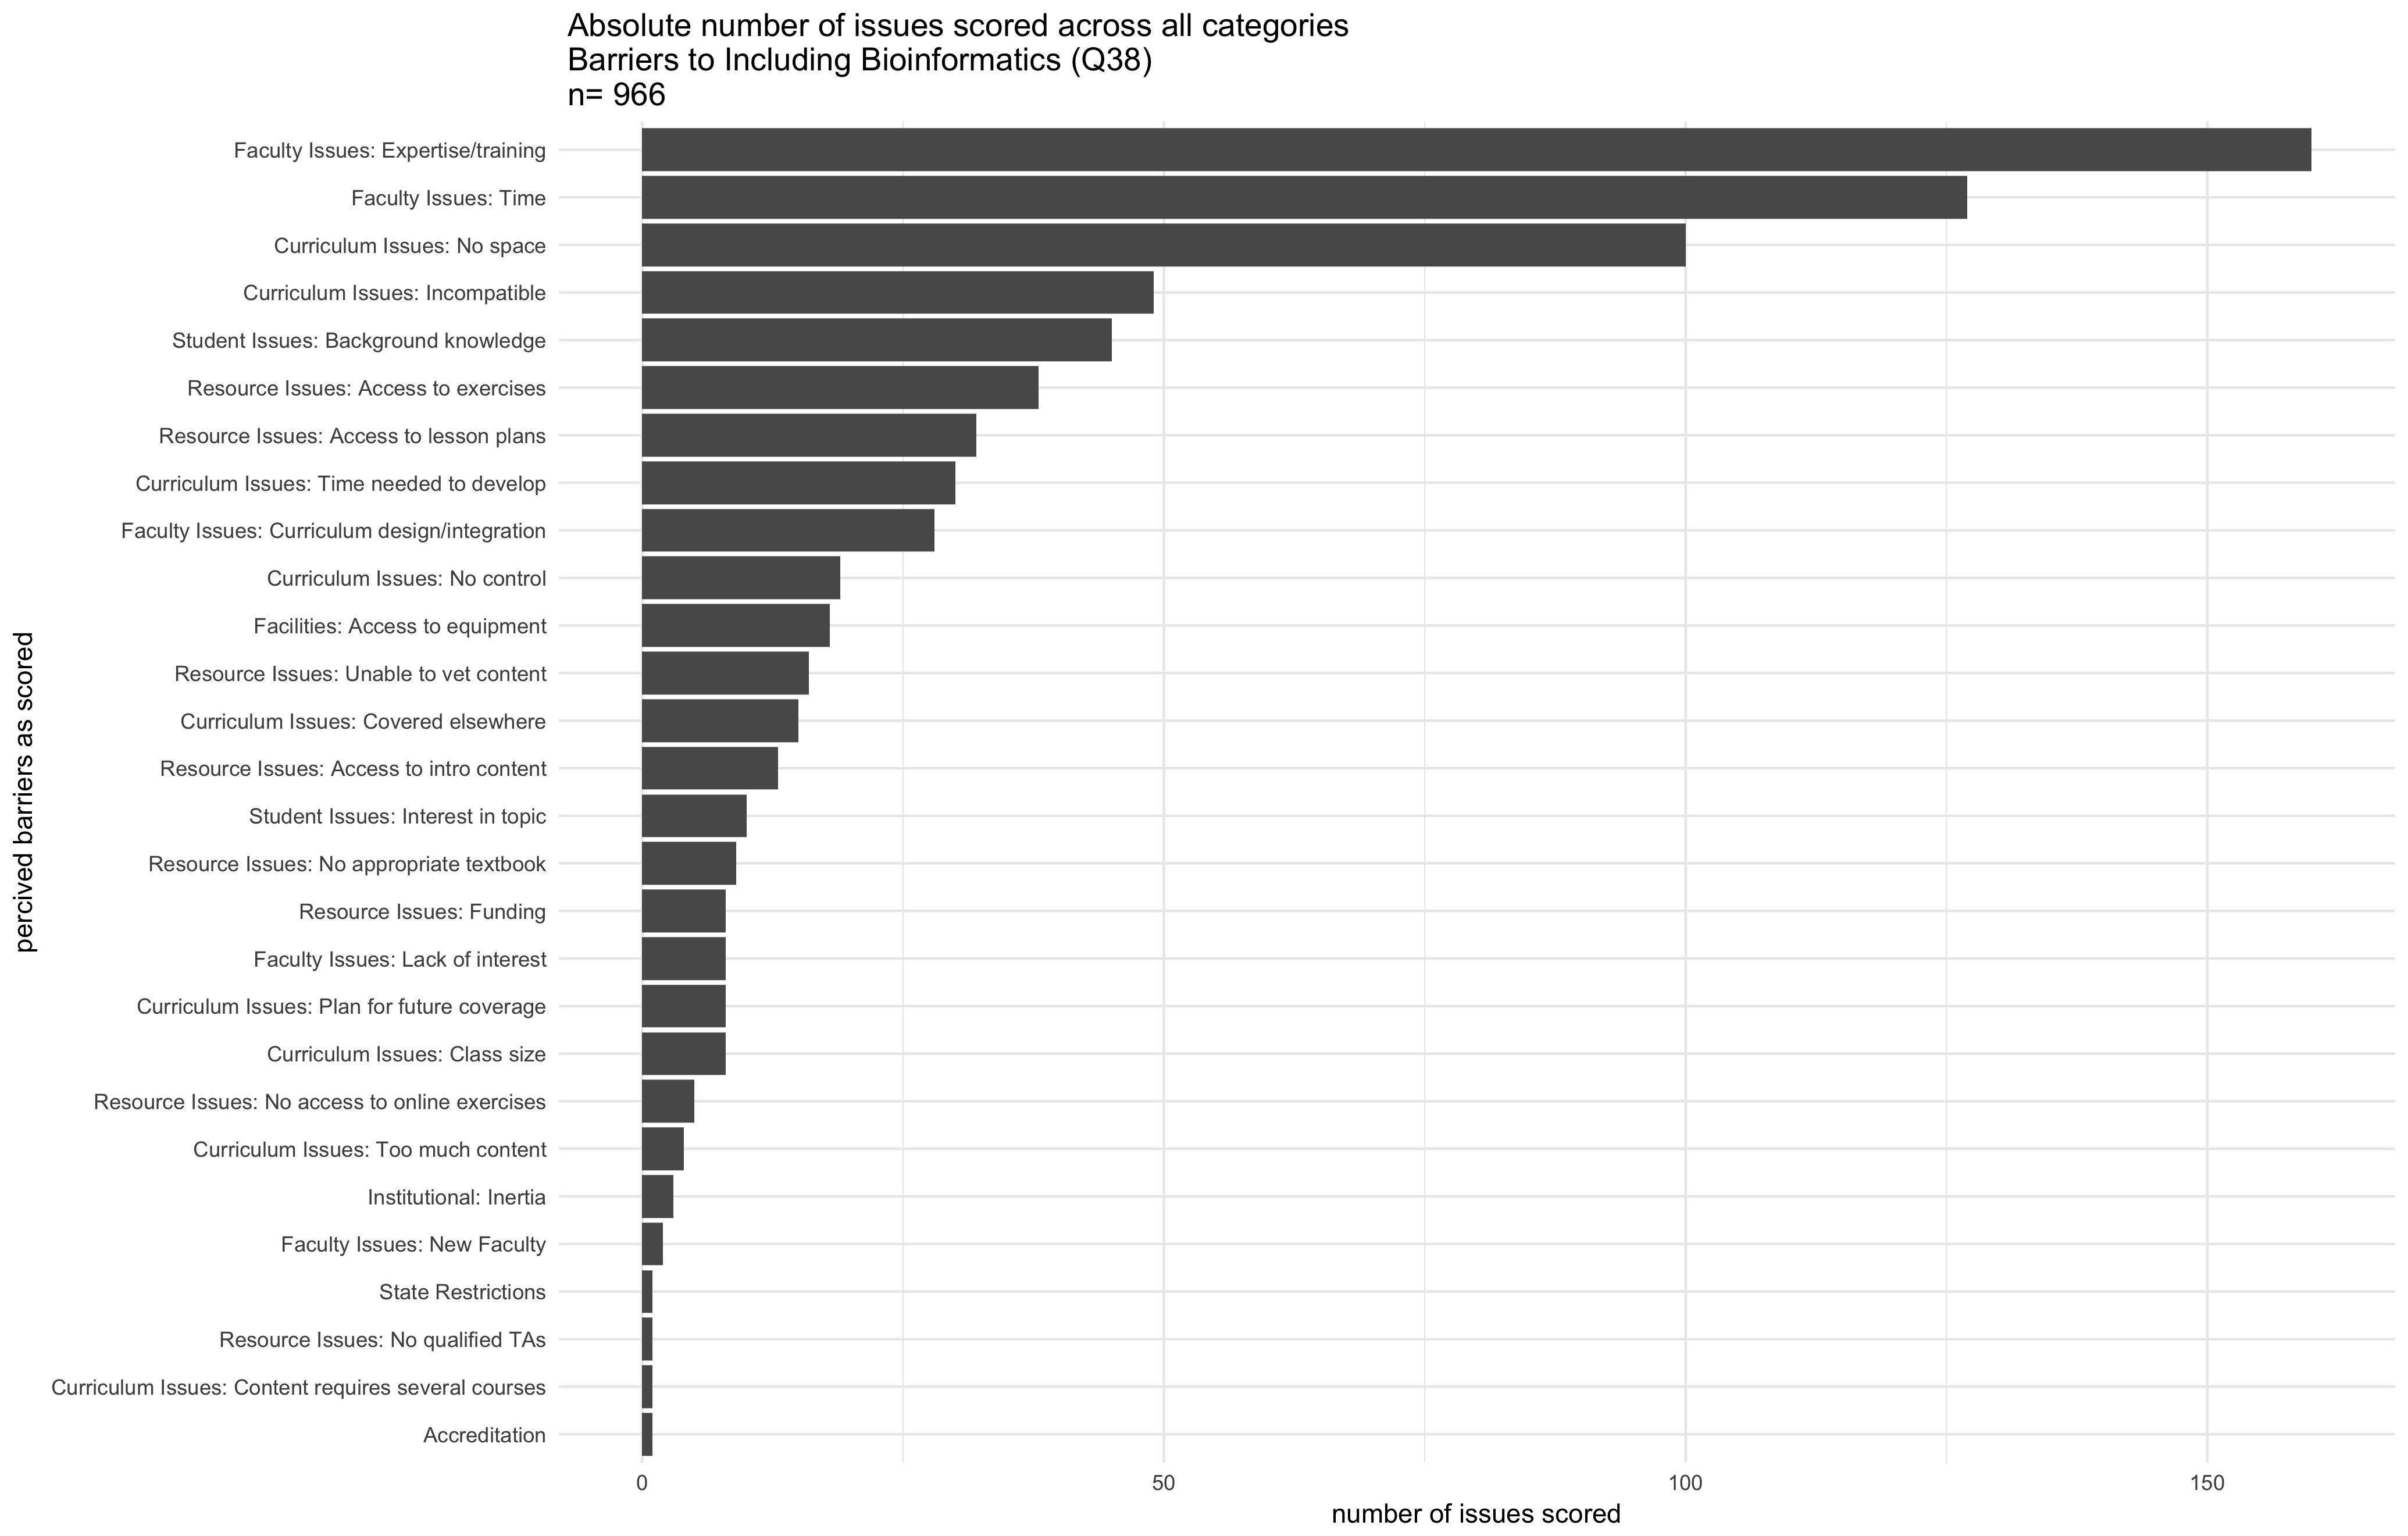 Absolute number of issues scored across all categories
Barriers to Including Bioinformatics (Q38)
n= 966
percived barriers as scored
Faculty Issues: Expertise/training
Faculty Issues: Time
Curriculum Issues: No space
Curriculum Issues: Incompatible
Student Issues: Background knowledge
Resource Issues: Access to exercises
Resource Issues: Access to lesson plans
Curriculum Issues: Time needed to develop
Faculty Issues: Curriculum design/integration
Curriculum Issues: No control
Facilities: Access to equipment
Resource Issues: Unable to vet content
Curriculum Issues: Covered elsewhere
Resource Issues: Access to intro content
Student Issues: Interest in topic
Resource Issues: No appropriate textbook
Resource Issues: Funding
Faculty Issues: Lack of interest
Curriculum Issues: Plan for future coverage
Curriculum Issues: Class size
Resource Issues: No access to online exercises
Curriculum Issues: Too much content
Institutional: Inertia
Faculty Issues: New Faculty
State Restrictions
Resource Issues: No qualified TAs
Curriculum Issues: Content requires several courses
Accreditation
0 50 100 150
number of issues scored